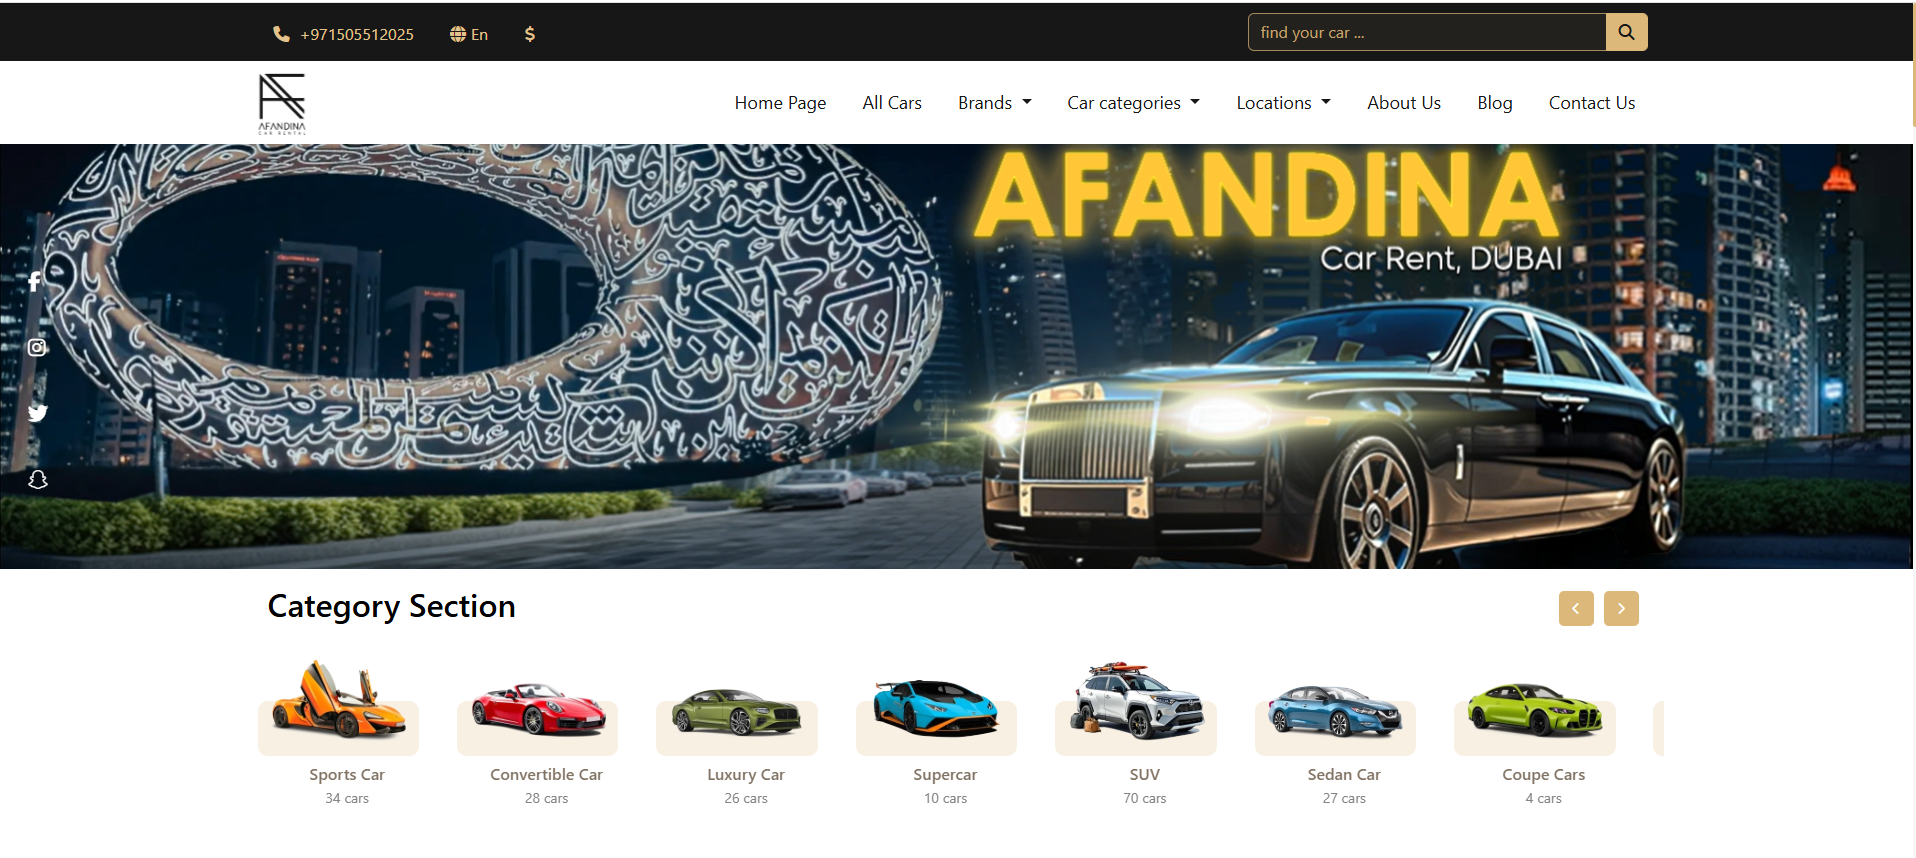 +971505512025 En $ find your car ...
AFANDINA
CAR RENTAL
Home Page All Cars Brands Car categories Locations About Us Blog Contact Us
AFANDINA
Car Rent, DUBAI
Category Section
Sports Car Convertible Car Luxury Car Supercar SUV Sedan Car Coupe Cars
34 cars 28 cars 26 cars 10 cars 70 cars 27 cars 4 cars